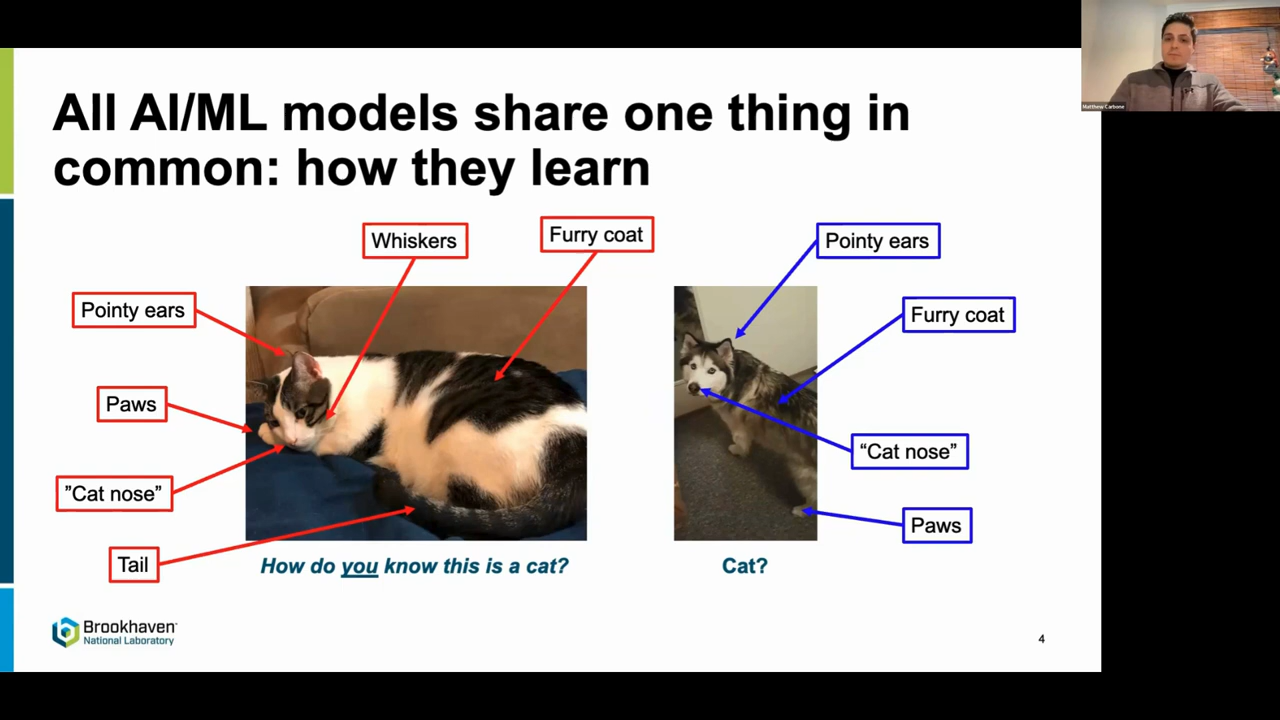 Matthew Carbone
All AI/ML models share one thing in
common: how they learn
Whiskers
Furry coat
Pointy ears
Paws
”Cat nose”
Tail
How do you know this is a cat?
Pointy ears
Furry coat
“Cat nose”
Paws
Cat?
Brookhaven
National Laboratory
4